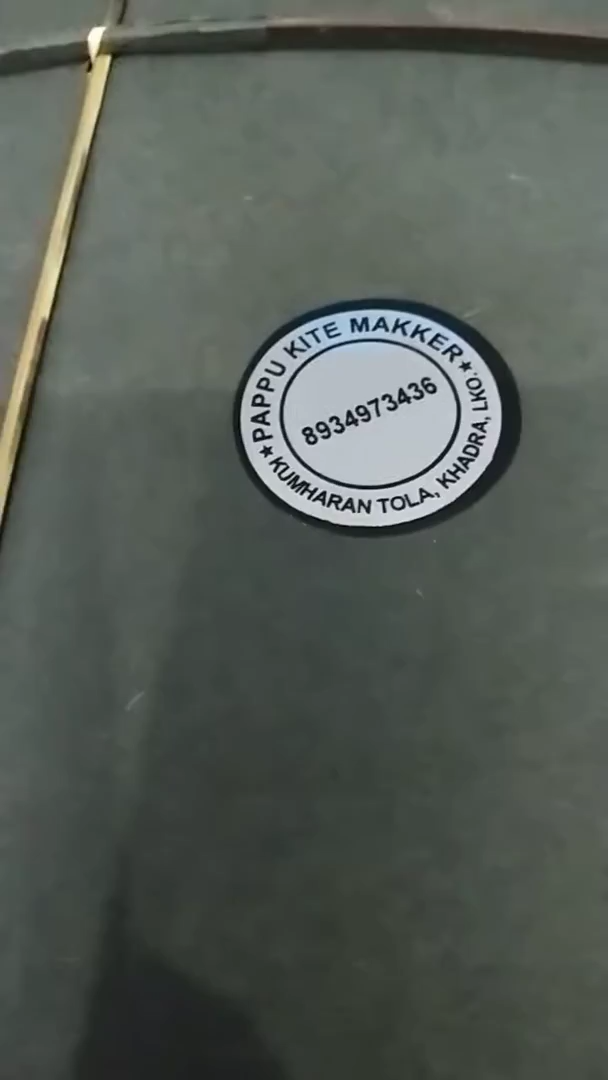 ★ PAPPU KITE MAKKER ★
8934973436
KUMHARAN TOLA, KHADRA, LKO.